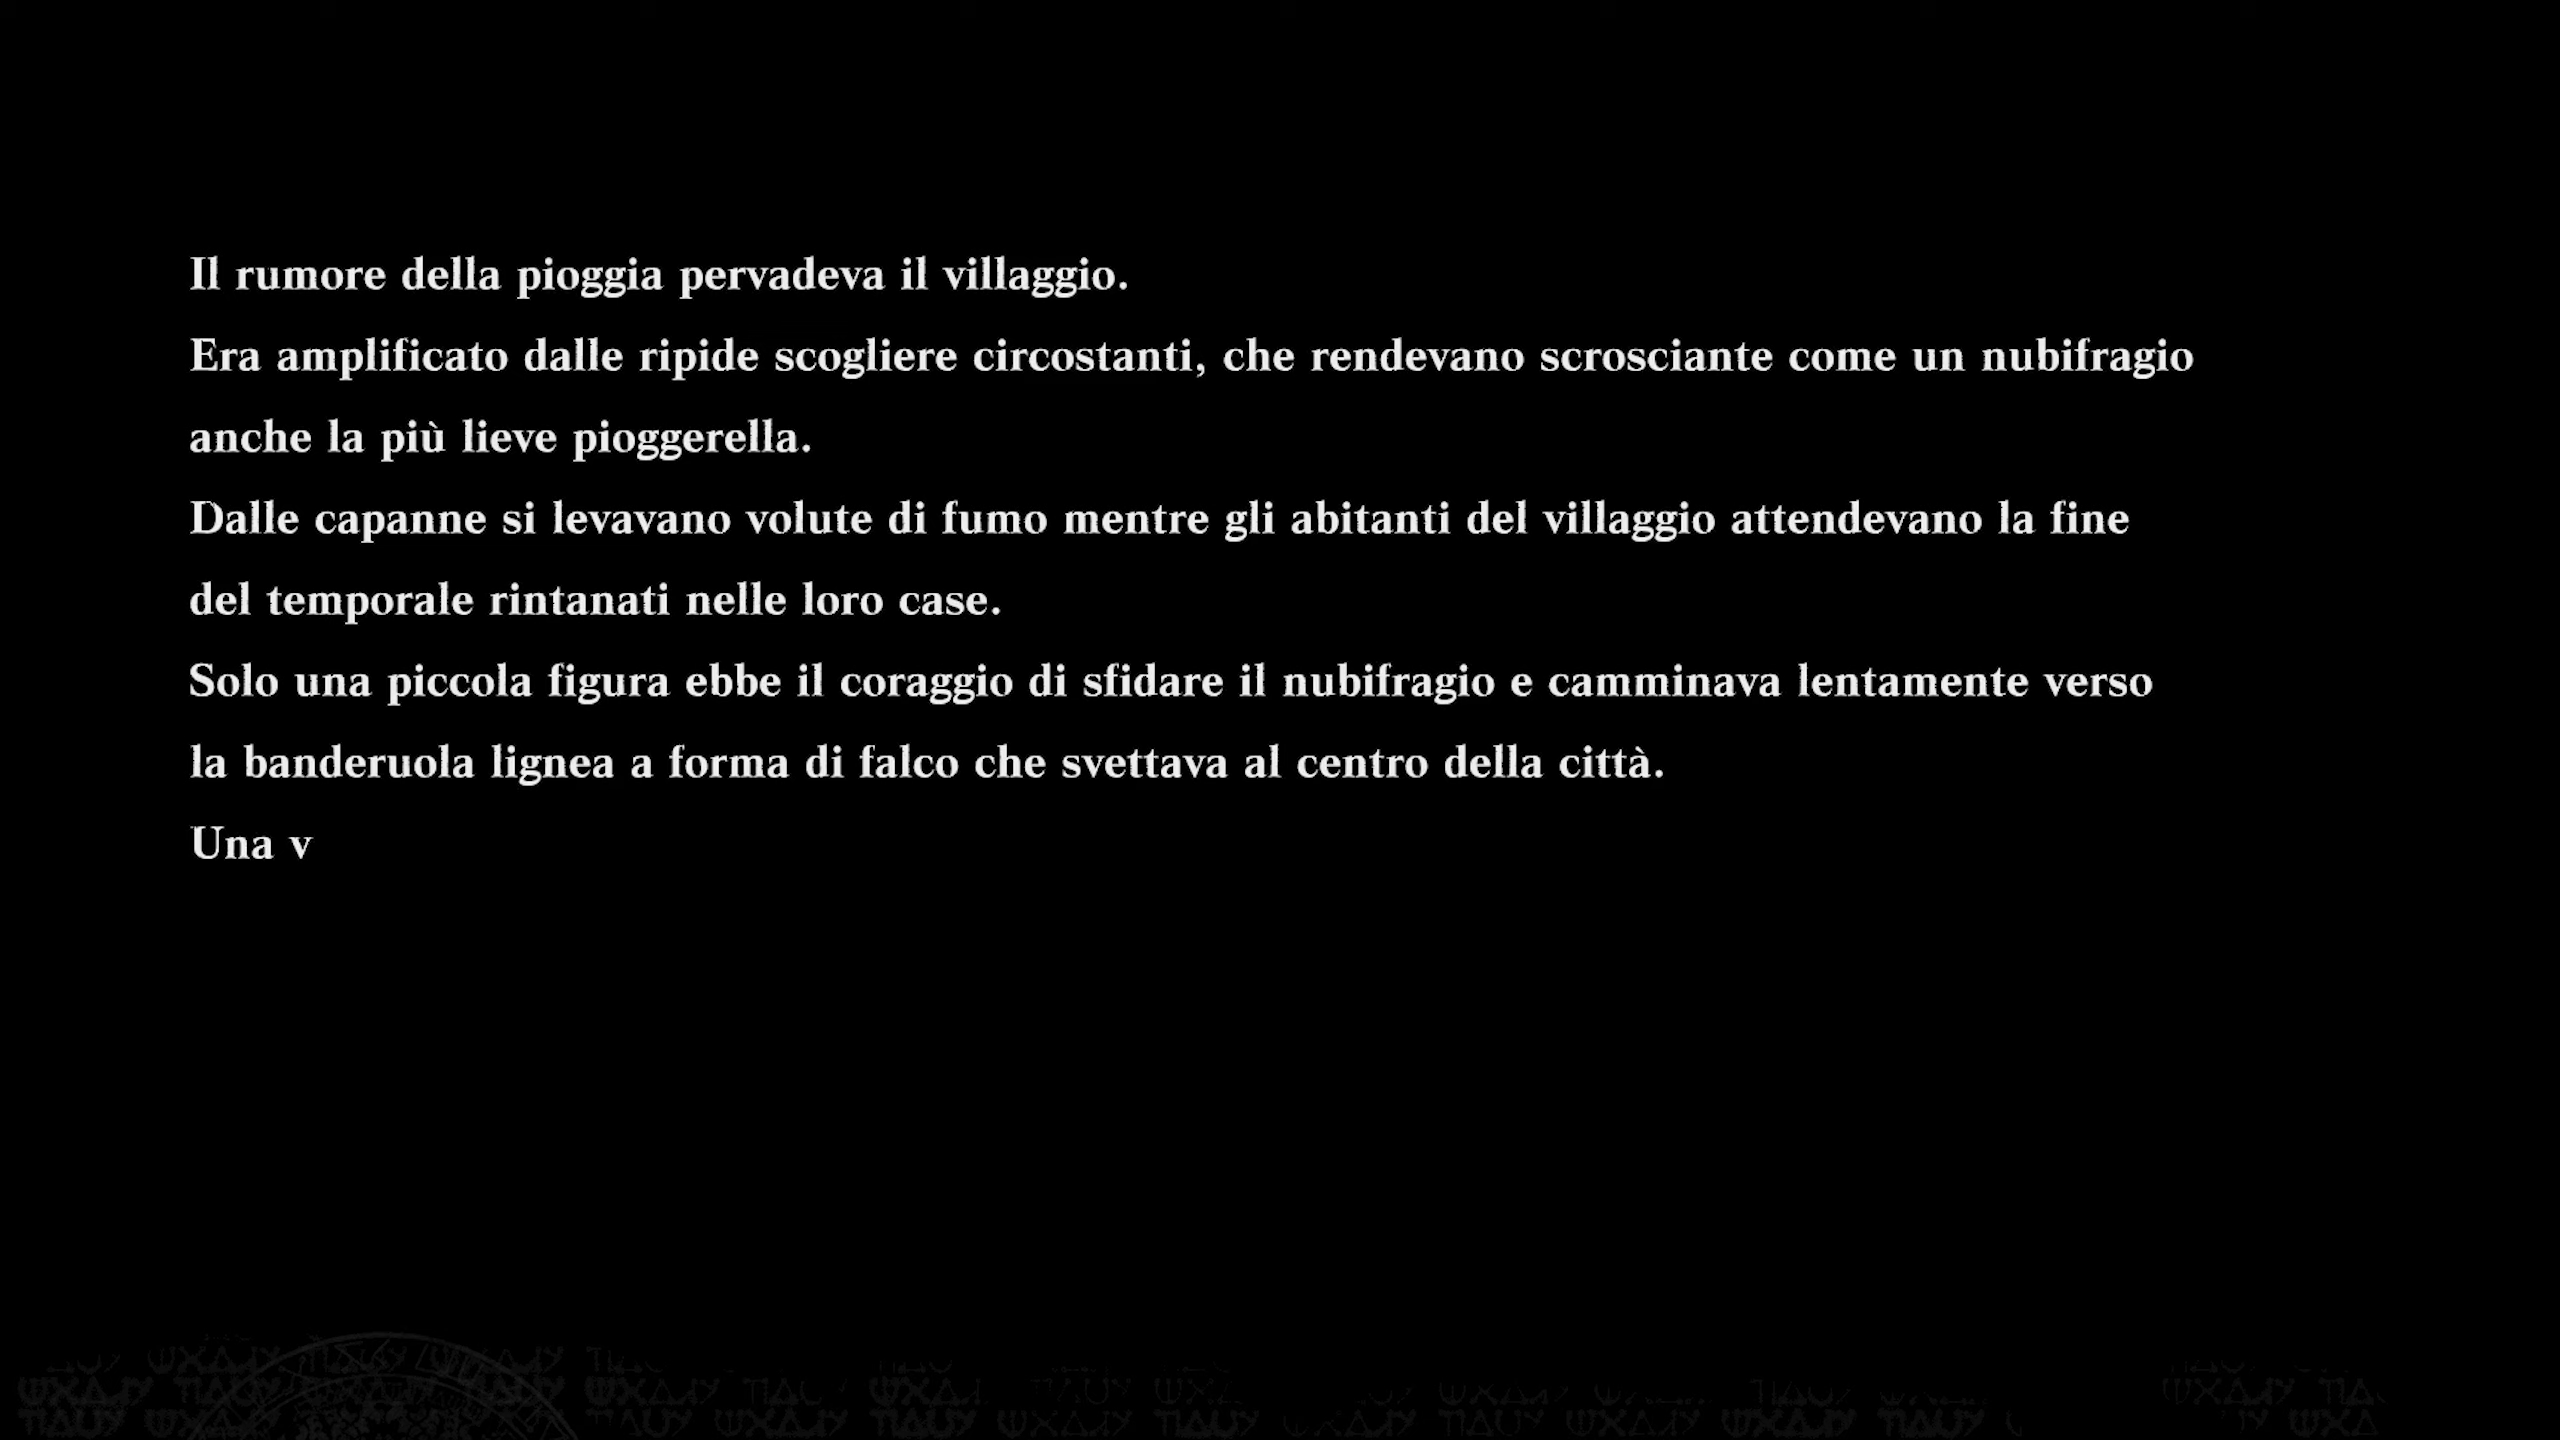 Il rumore della pioggia pervadeva il villaggio.
Era amplificato dalle ripide scogliere circostanti, che rendevano scrosciante come un nubifragio
anche la più lieve pioggerella.
Dalle capanne si levavano volute di fumo mentre gli abitanti del villaggio attendevano la fine
del temporale rintanati nelle loro case.
Solo una piccola figura ebbe il coraggio di sfidare il nubifragio e camminava lentamente verso
la banderuola lignea a forma di falco che svettava al centro della città.
Una v